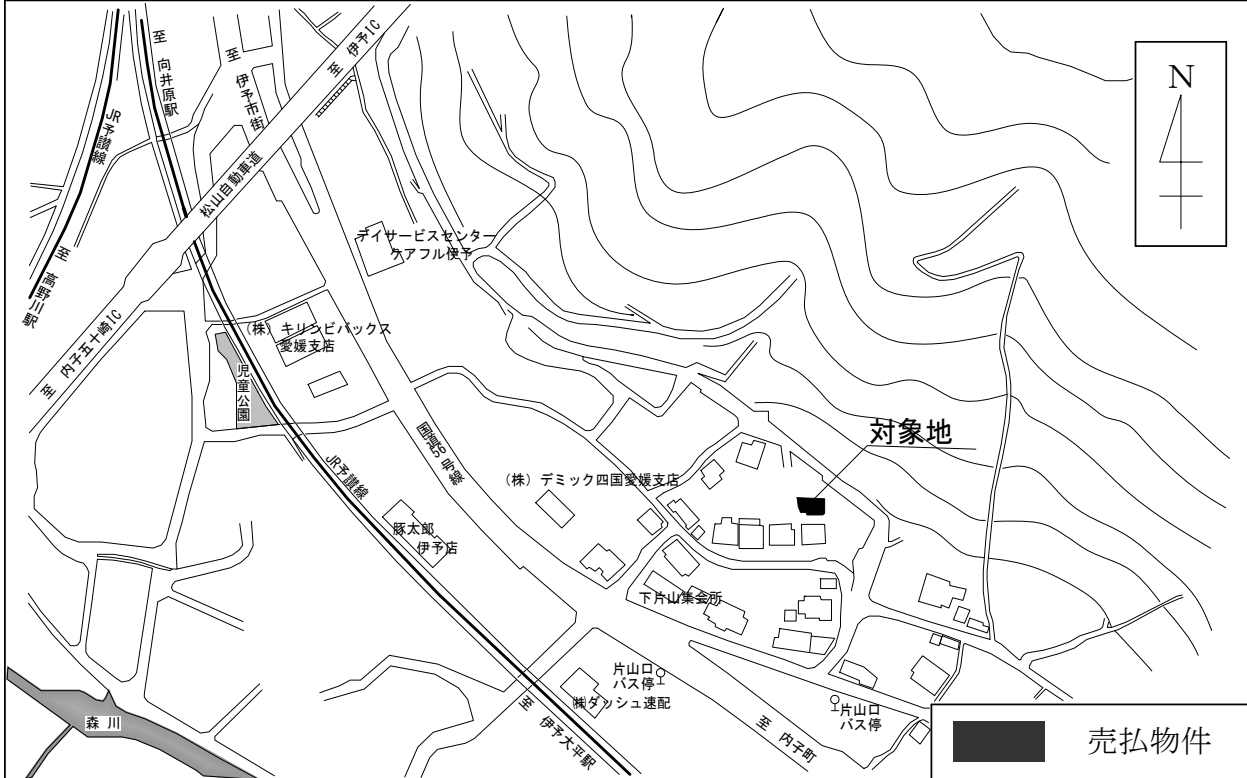 至 向井原駅
至 伊予市街
至 伊予IC
N
JR予讃線
松山自動車道
至 高野川駅
デイサービスセンター
ケアフル伊予
(株)キリンビバックス
愛媛支店
至 内子五十崎IC
児童公園
対象地
国道56号線
JR予讃線
(株)デミック四国愛媛支店
豚太郎
伊予店
下片山集会所
片山口
バス停
㈱ダッシュ速配
片山口
バス停
森川
至 伊予大平駅
至 内子町
売払物件